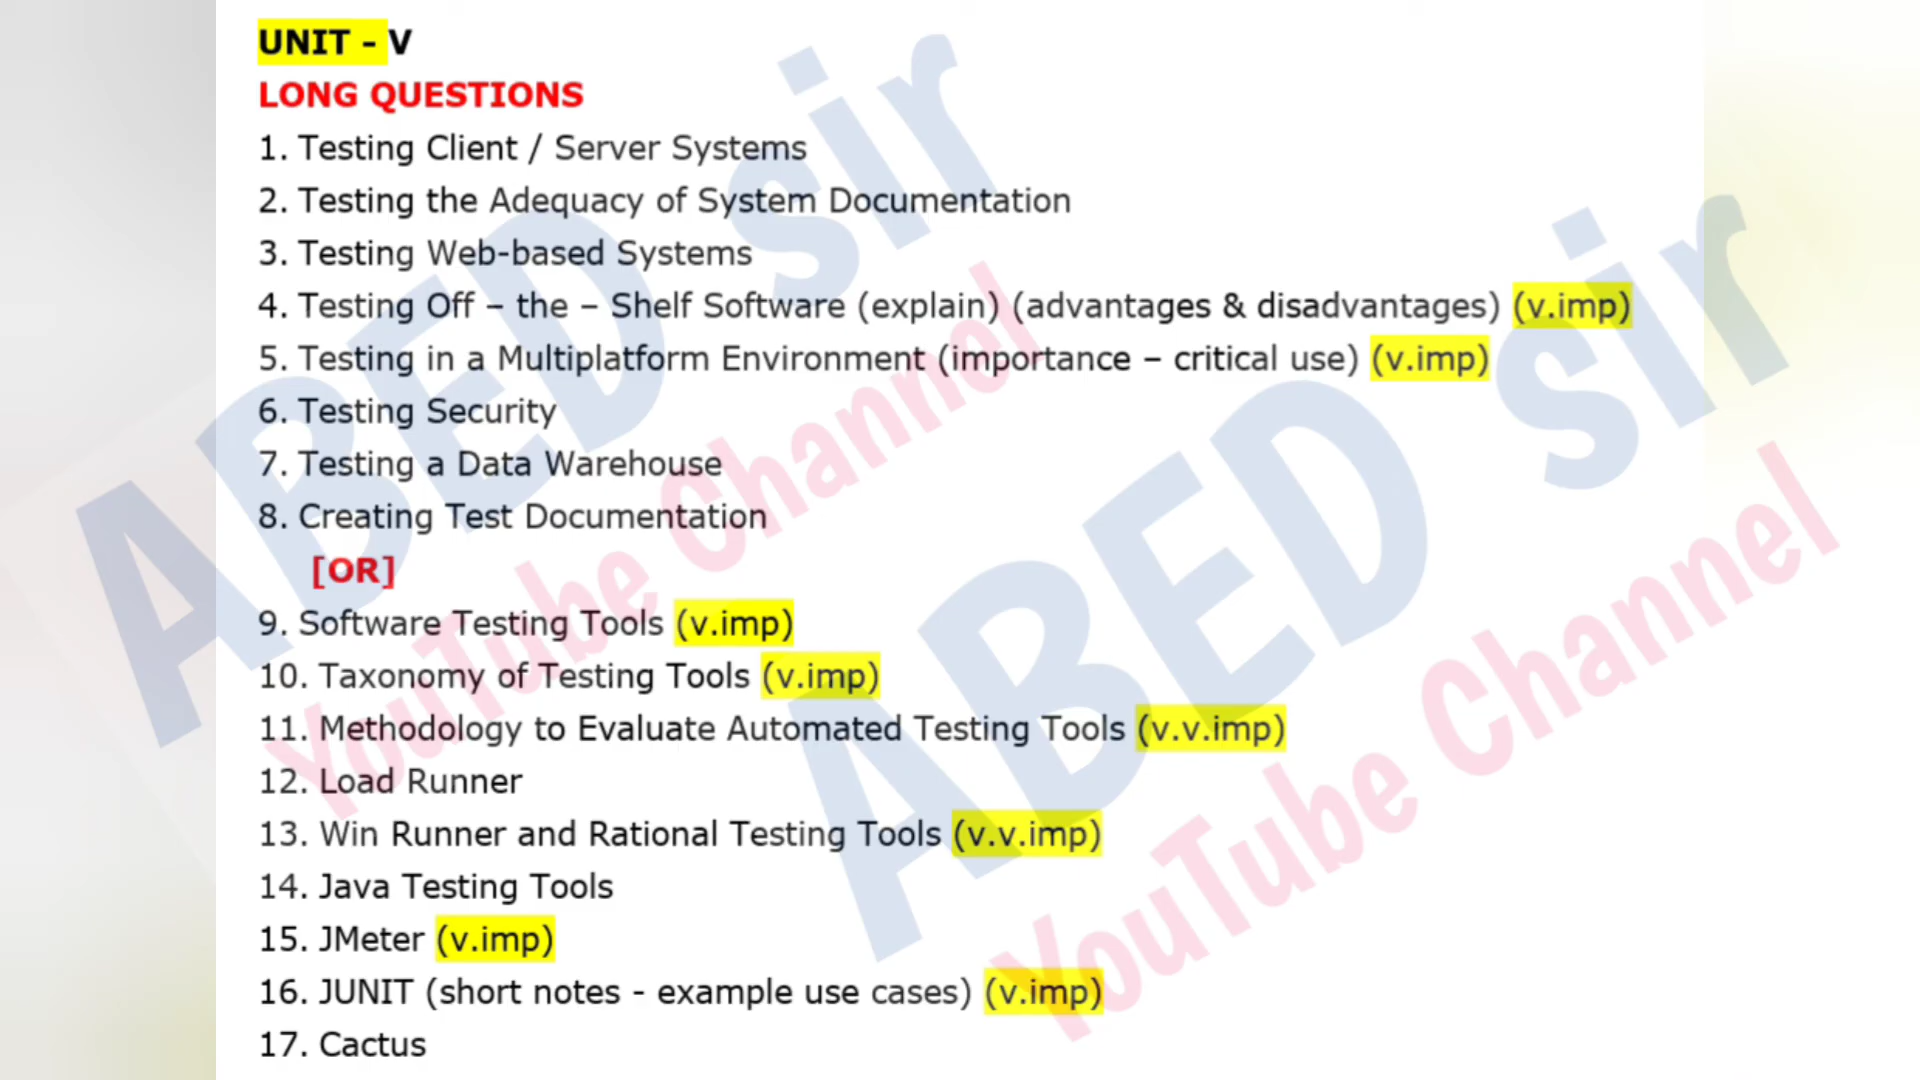 UNIT - V
LONG QUESTIONS
1. Testing Client / Server Systems
2. Testing the Adequacy of System Documentation
3. Testing Web-based Systems
4. Testing Off – the – Shelf Software (explain) (advantages & disadvantages) (v.imp)
5. Testing in a Multiplatform Environment (importance – critical use) (v.imp)
6. Testing Security
7. Testing a Data Warehouse
8. Creating Test Documentation
[OR]
9. Software Testing Tools (v.imp)
10. Taxonomy of Testing Tools (v.imp)
11. Methodology to Evaluate Automated Testing Tools (v.v.imp)
12. Load Runner
13. Win Runner and Rational Testing Tools (v.v.imp)
14. Java Testing Tools
15. JMeter (v.imp)
16. JUNIT (short notes - example use cases) (v.imp)
17. Cactus
ABED sir
YouTube Channel
ABED sir
YouTube Channel